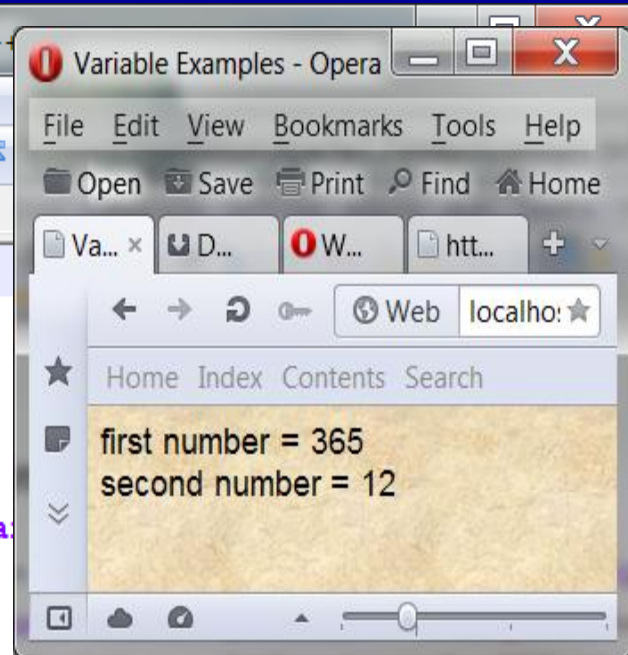 Variable Examples - Opera
File Edit View Bookmarks Tools Help
Open Save Print Find Home
Va... D... W... htt...
Web localho:
Home Index Contents Search
first number = 365
second number = 12